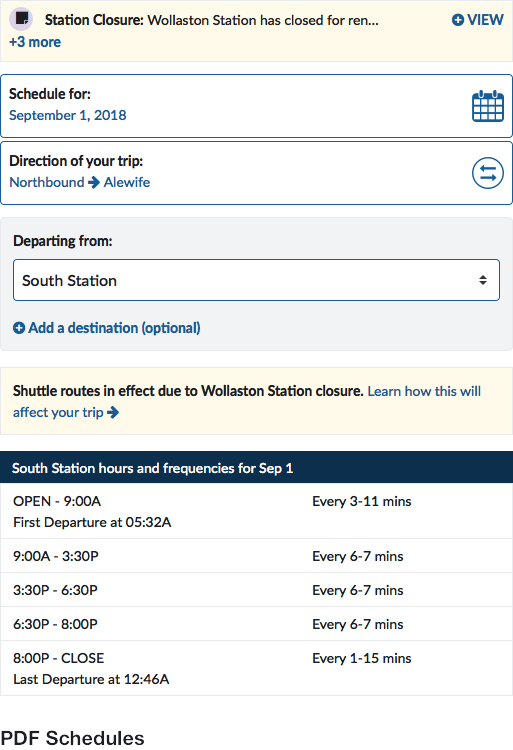 Station Closure: Wollaston Station has closed for ren...
VIEW
+3 more
Schedule for:
September 1, 2018
Direction of your trip:
Northbound → Alewife
Departing from:
South Station
Add a destination (optional)
Shuttle routes in effect due to Wollaston Station closure. Learn how this will
affect your trip →
South Station hours and frequencies for Sep 1
OPEN - 9:00A Every 3-11 mins
First Departure at 05:32A
9:00A - 3:30P Every 6-7 mins
3:30P - 6:30P Every 6-7 mins
6:30P - 8:00P Every 6-7 mins
8:00P - CLOSE Every 1-15 mins
Last Departure at 12:46A
PDF Schedules